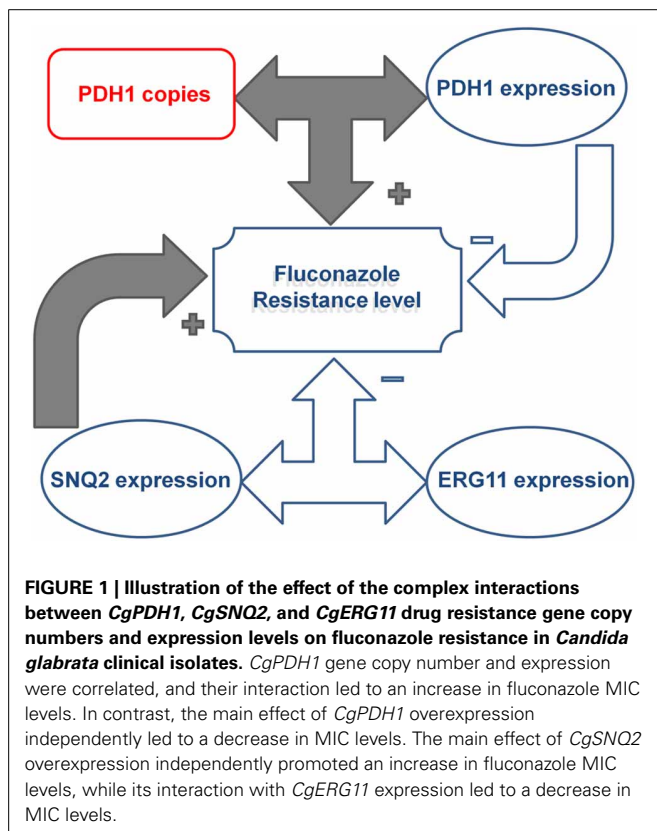 PDH1 copies
PDH1 expression
+
−
Fluconazole
Resistance level
+
−
SNQ2 expression
ERG11 expression
FIGURE 1 | Illustration of the effect of the complex interactions
between CgPDH1, CgSNQ2, and CgERG11 drug resistance gene copy
numbers and expression levels on fluconazole resistance in Candida
glabrata clinical isolates. CgPDH1 gene copy number and expression
were correlated, and their interaction led to an increase in fluconazole MIC
levels. In contrast, the main effect of CgPDH1 overexpression
independently led to a decrease in MIC levels. The main effect of CgSNQ2
overexpression independently promoted an increase in fluconazole MIC
levels, while its interaction with CgERG11 expression led to a decrease in
MIC levels.